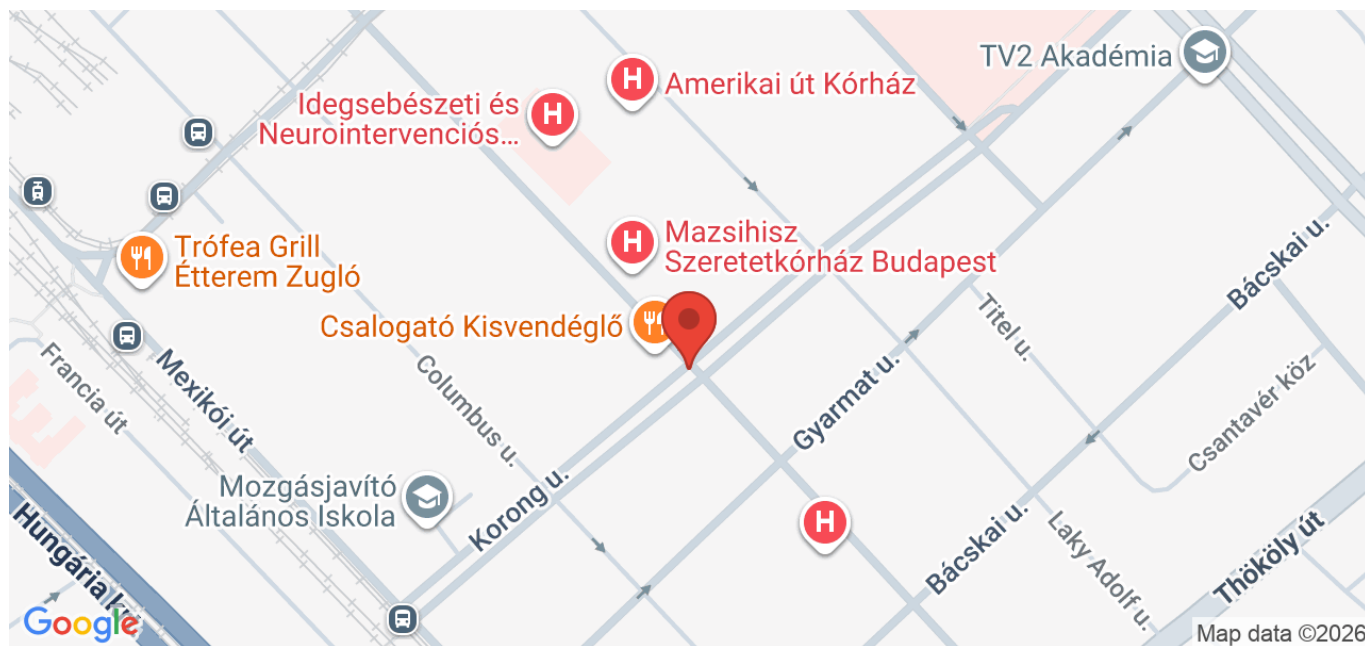 TV2 Akadémia
Amerikai út Kórház
Idegsebészeti és
Neurointervenciós...
H
H
Mazsihisz
Szeretetkórház Budapest
H
Trófea Grill
Étterem Zugló
Csalogató Kisvendéglő
Bácskai u.
Titel u.
Francia út
Mexikói út
Columbus u.
Gyarmat u.
Csantavér köz
Mozgásjavító
Általános Iskola
Korong u.
H
Bácskai u.
Laky Adolf u.
Thököly út
Hungária krt.
Google
Map data ©2026